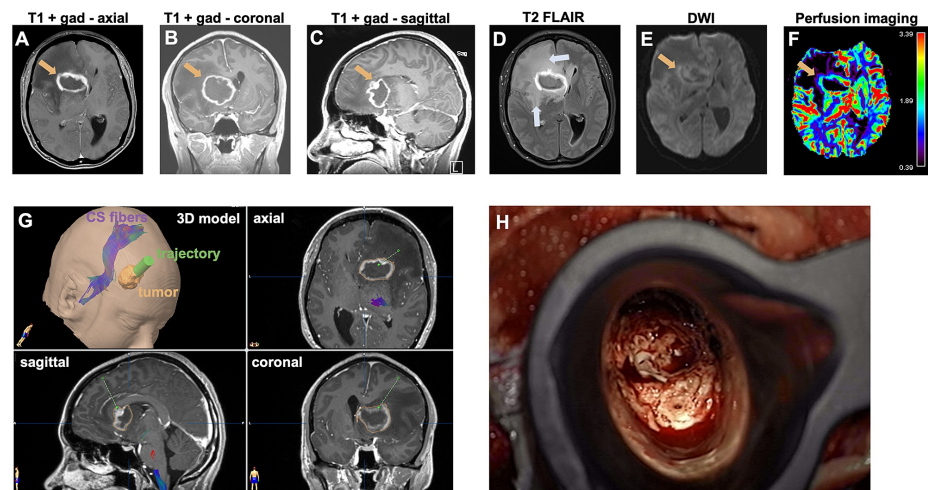 T1 + gad - axial
T1 + gad - coronal
T1 + gad - sagittal
T2 FLAIR
DWI
Perfusion imaging
A
B
C
Sag
L
D
E
F
3.39
1.89
0.39
G
CS fibers
3D model
trajectory
tumor
axial
sagittal
coronal
H